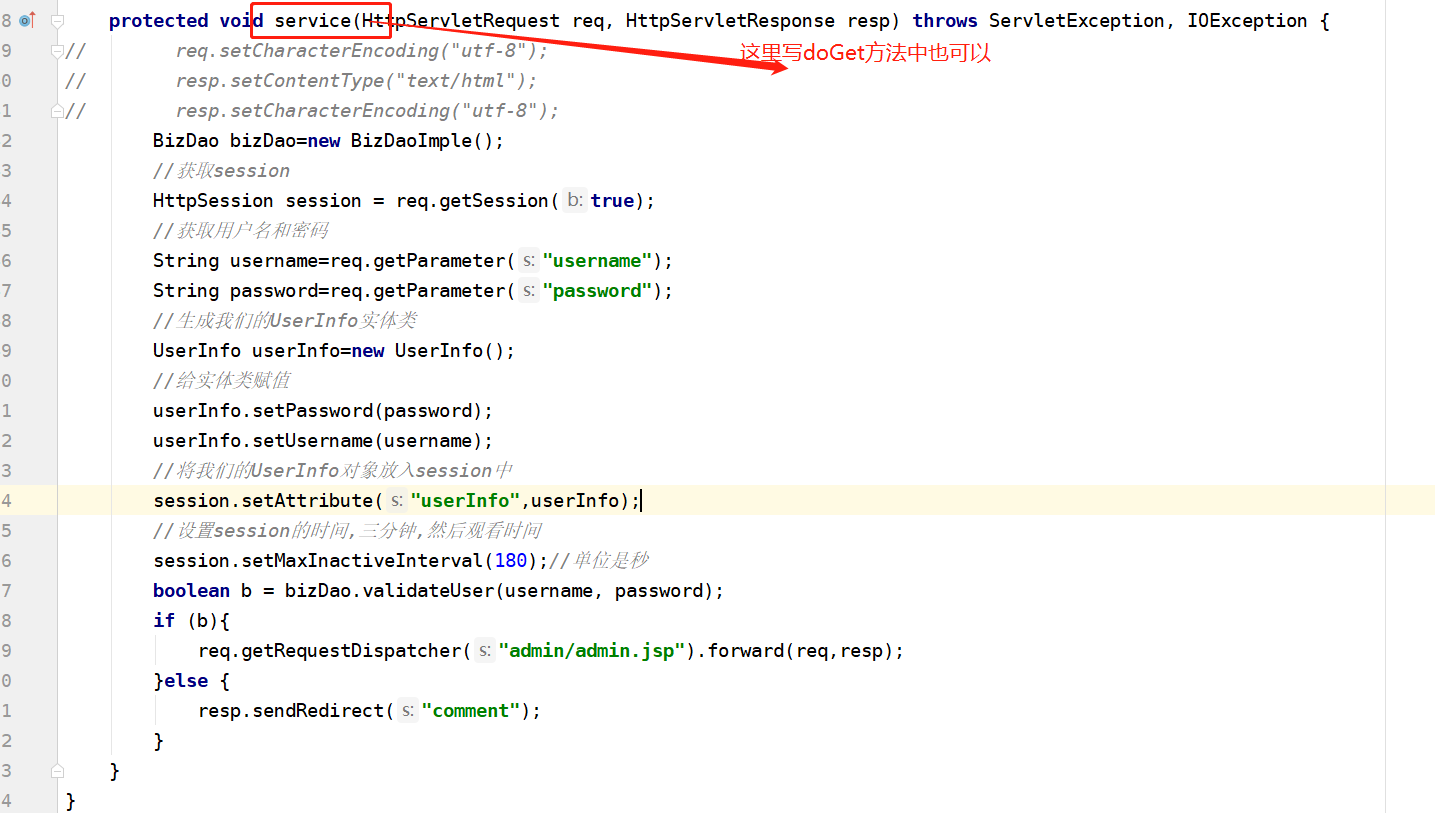 8 protected void service(HttpServletRequest req, HttpServletResponse resp) throws ServletException, IOException {
这里写doGet方法中也可以
9 // req.setCharacterEncoding("utf-8");
0 // resp.setContentType("text/html");
1 // resp.setCharacterEncoding("utf-8");
2 BizDao bizDao=new BizDaoImple();
3 //获取session
4 HttpSession session = req.getSession( b: true);
5 //获取用户名和密码
6 String username=req.getParameter( s: "username");
7 String password=req.getParameter( s: "password");
8 //生成我们的UserInfo实体类
9 UserInfo userInfo=new UserInfo();
0 //给实体类赋值
1 userInfo.setPassword(password);
2 userInfo.setUsername(username);
3 //将我们的UserInfo对象放入session中
4 session.setAttribute( s: "userInfo",userInfo);
5 //设置session的时间,三分钟,然后观看时间
6 session.setMaxInactiveInterval(180);//单位是秒
7 boolean b = bizDao.validateUser(username, password);
8 if (b){
9 req.getRequestDispatcher( s: "admin/admin.jsp").forward(req,resp);
0 }else {
1 resp.sendRedirect( s: "comment");
2 }
3 }
4 }